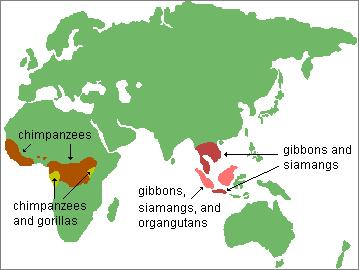 chimpanzees
gibbons and
siamangs
gibbons,
siamangs, and
organgutans
chimpanzees
and gorillas